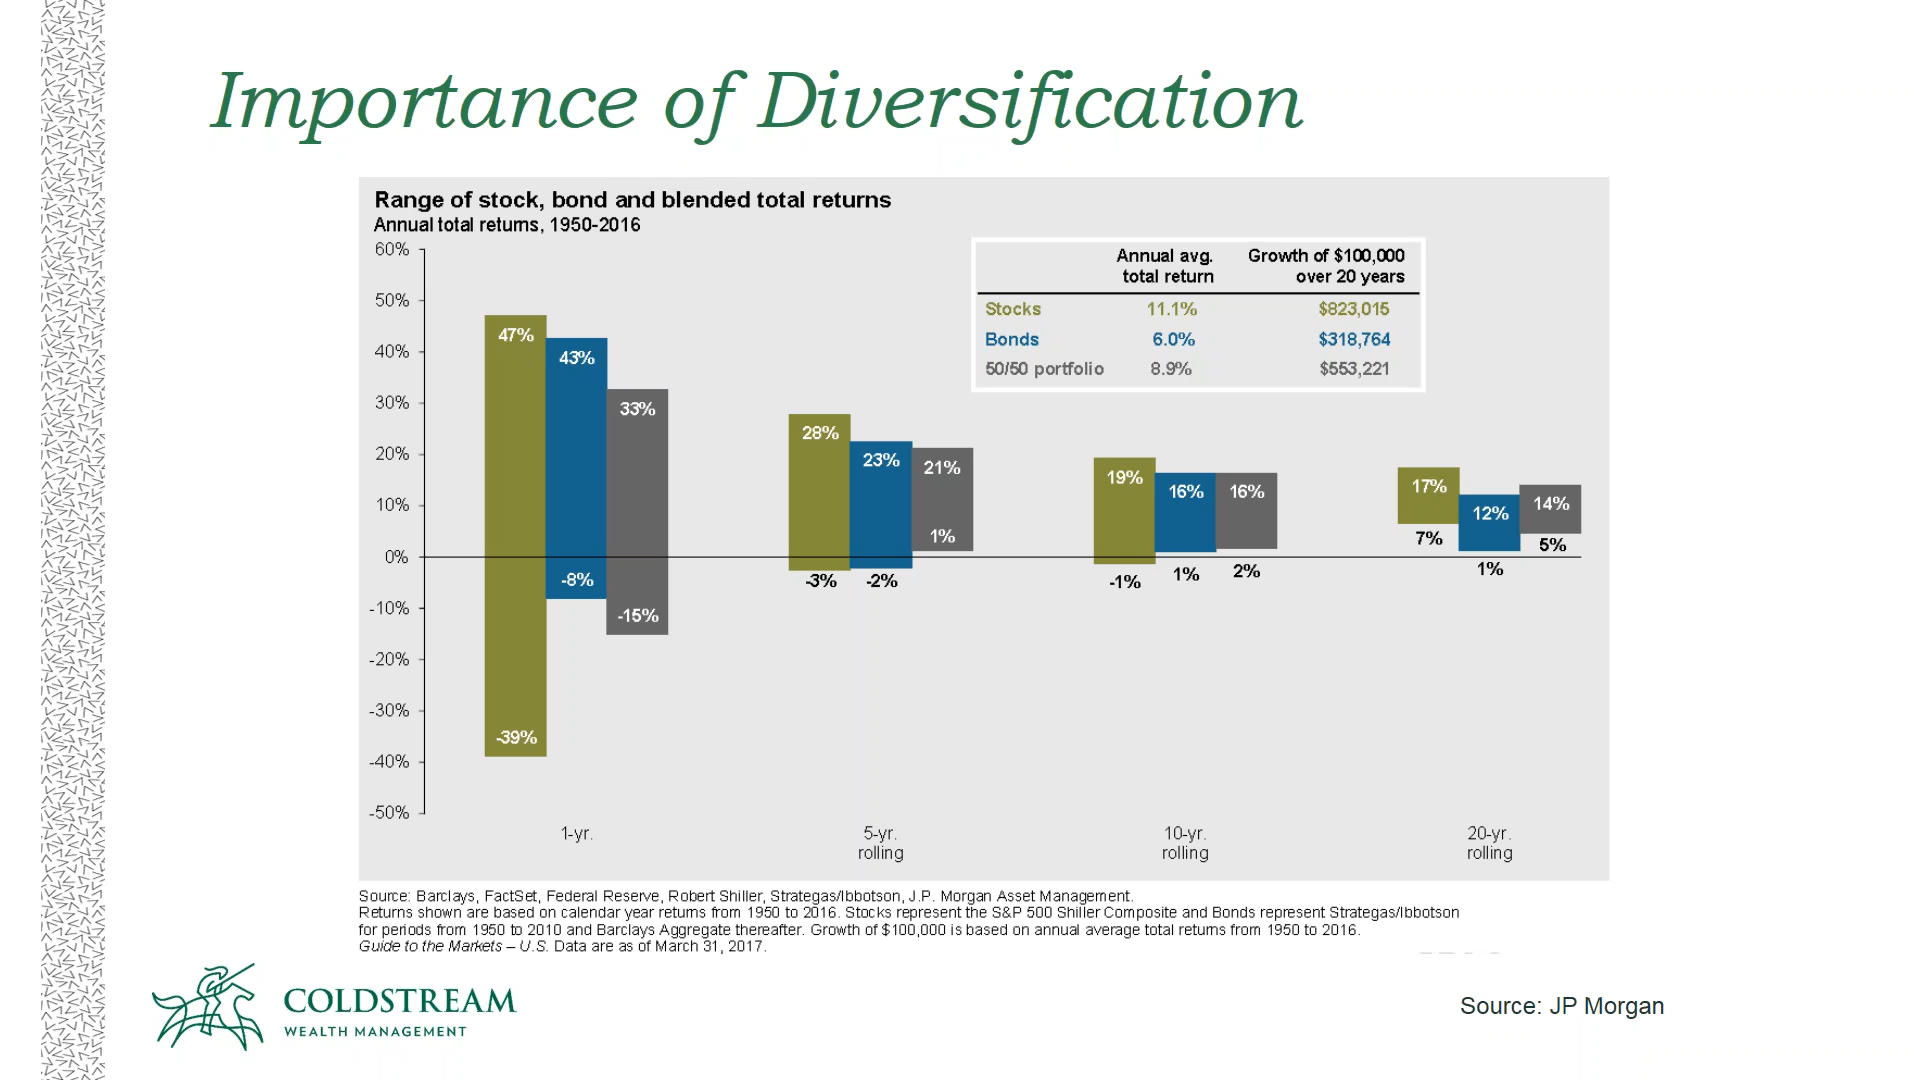 Importance of Diversification
Range of stock, bond and blended total returns
Annual total returns, 1950-2016
60%
50%
40%
30%
20%
10%
0%
-10%
-20%
-30%
-40%
-50%
Annual avg. total return
Growth of $100,000 over 20 years
Stocks 11.1% $823,015
Bonds 6.0% $318,764
50/50 portfolio 8.9% $553,221
47% 43% 33%
-39% -8% -15%
28% 23% 21%
-3% -2% 1%
19% 16% 16%
-1% 1% 2%
17% 12% 14%
7% 1% 5%
1-yr.
5-yr. rolling
10-yr. rolling
20-yr. rolling
Source: Barclays, FactSet, Federal Reserve, Robert Shiller, Strategas/Ibbotson, J.P. Morgan Asset Management.
Returns shown are based on calendar year returns from 1950 to 2016. Stocks represent the S&P 500 Shiller Composite and Bonds represent Strategas/Ibbotson
for periods from 1950 to 2010 and Barclays Aggregate thereafter. Growth of $100,000 is based on annual average total returns from 1950 to 2016.
Guide to the Markets – U.S. Data are as of March 31, 2017.
COLDSTREAM
WEALTH MANAGEMENT
Source: JP Morgan